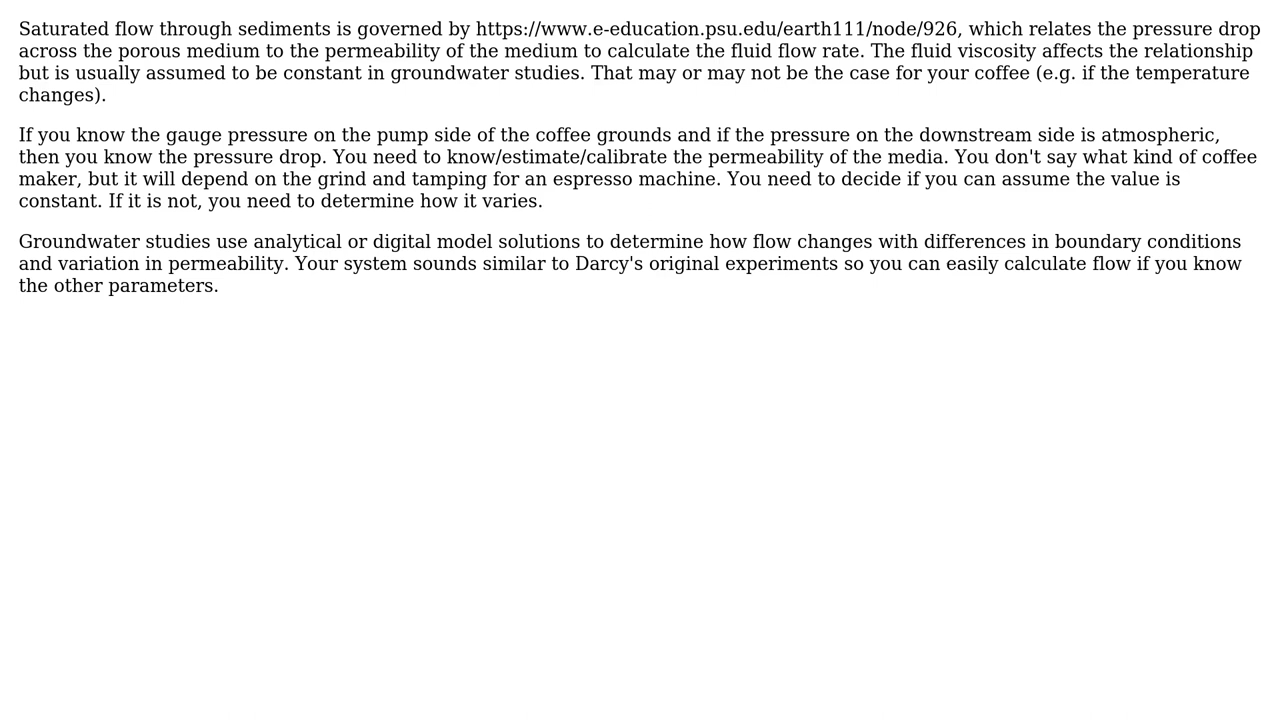 Saturated flow through sediments is governed by https://www.e-education.psu.edu/earth111/node/926, which relates the pressure drop
across the porous medium to the permeability of the medium to calculate the fluid flow rate. The fluid viscosity affects the relationship
but is usually assumed to be constant in groundwater studies. That may or may not be the case for your coffee (e.g. if the temperature
changes).
If you know the gauge pressure on the pump side of the coffee grounds and if the pressure on the downstream side is atmospheric,
then you know the pressure drop. You need to know/estimate/calibrate the permeability of the media. You don't say what kind of coffee
maker, but it will depend on the grind and tamping for an espresso machine. You need to decide if you can assume the value is
constant. If it is not, you need to determine how it varies.
Groundwater studies use analytical or digital model solutions to determine how flow changes with differences in boundary conditions
and variation in permeability. Your system sounds similar to Darcy's original experiments so you can easily calculate flow if you know
the other parameters.